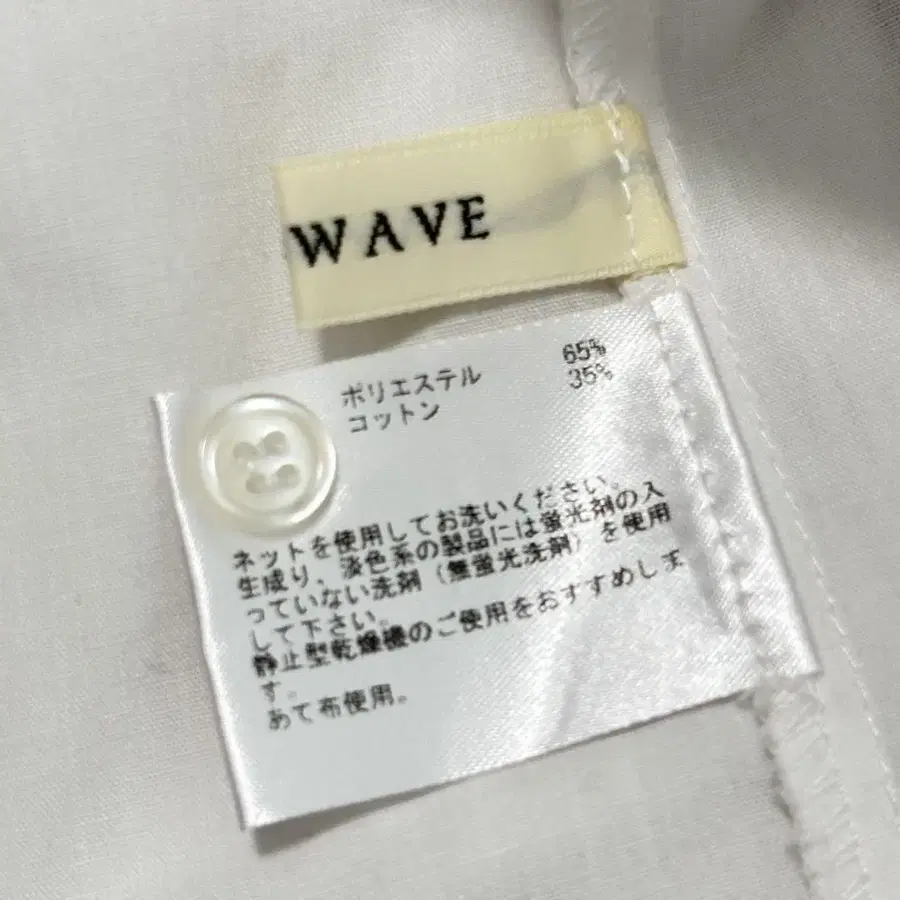 WAVE
ポリエステル 65%
コットン 35%
ネットを使用してお洗いください。
生成り、淡色系の製品には蛍光剤の入
っていない洗剤（無蛍光洗剤）を使用
して下さい。
静止型乾燥機のご使用をおすすめしま
す。
あて布使用。